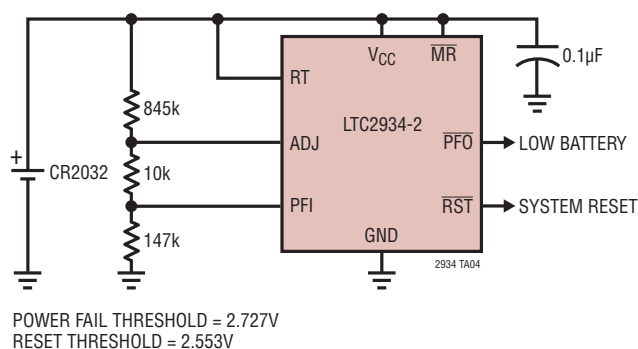 V_CC
MR
0.1µF
RT
845k
LTC2934-2
ADJ
PFO
LOW BATTERY
+
CR2032
10k
PFI
RST
SYSTEM RESET
147k
GND
2934 TA04
POWER FAIL THRESHOLD = 2.727V
RESET THRESHOLD = 2.553V